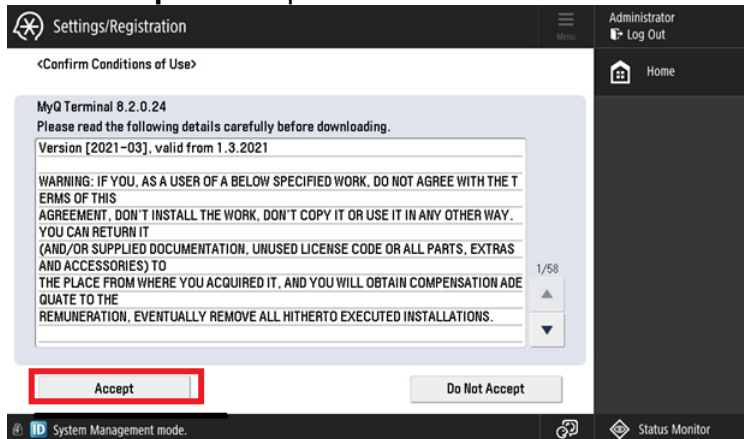 Settings/Registration
Menu
Administrator
Log Out
<Confirm Conditions of Use>
Home
MyQ Terminal 8.2.0.24
Please read the following details carefully before downloading.
Version [2021-03], valid from 1.3.2021
WARNING: IF YOU, AS A USER OF A BELOW SPECIFIED WORK, DO NOT AGREE WITH THE T
ERMS OF THIS
AGREEMENT, DON'T INSTALL THE WORK, DON'T COPY IT OR USE IT IN ANY OTHER WAY.
YOU CAN RETURN IT
(AND/OR SUPPLIED DOCUMENTATION, UNUSED LICENSE CODE OR ALL PARTS, EXTRAS
AND ACCESSORIES) TO
THE PLACE FROM WHERE YOU ACQUIRED IT, AND YOU WILL OBTAIN COMPENSATION ADE
QUATE TO THE
REMUNERATION, EVENTUALLY REMOVE ALL HITHERTO EXECUTED INSTALLATIONS.
1/58
Accept
Do Not Accept
ID System Management mode.
Status Monitor